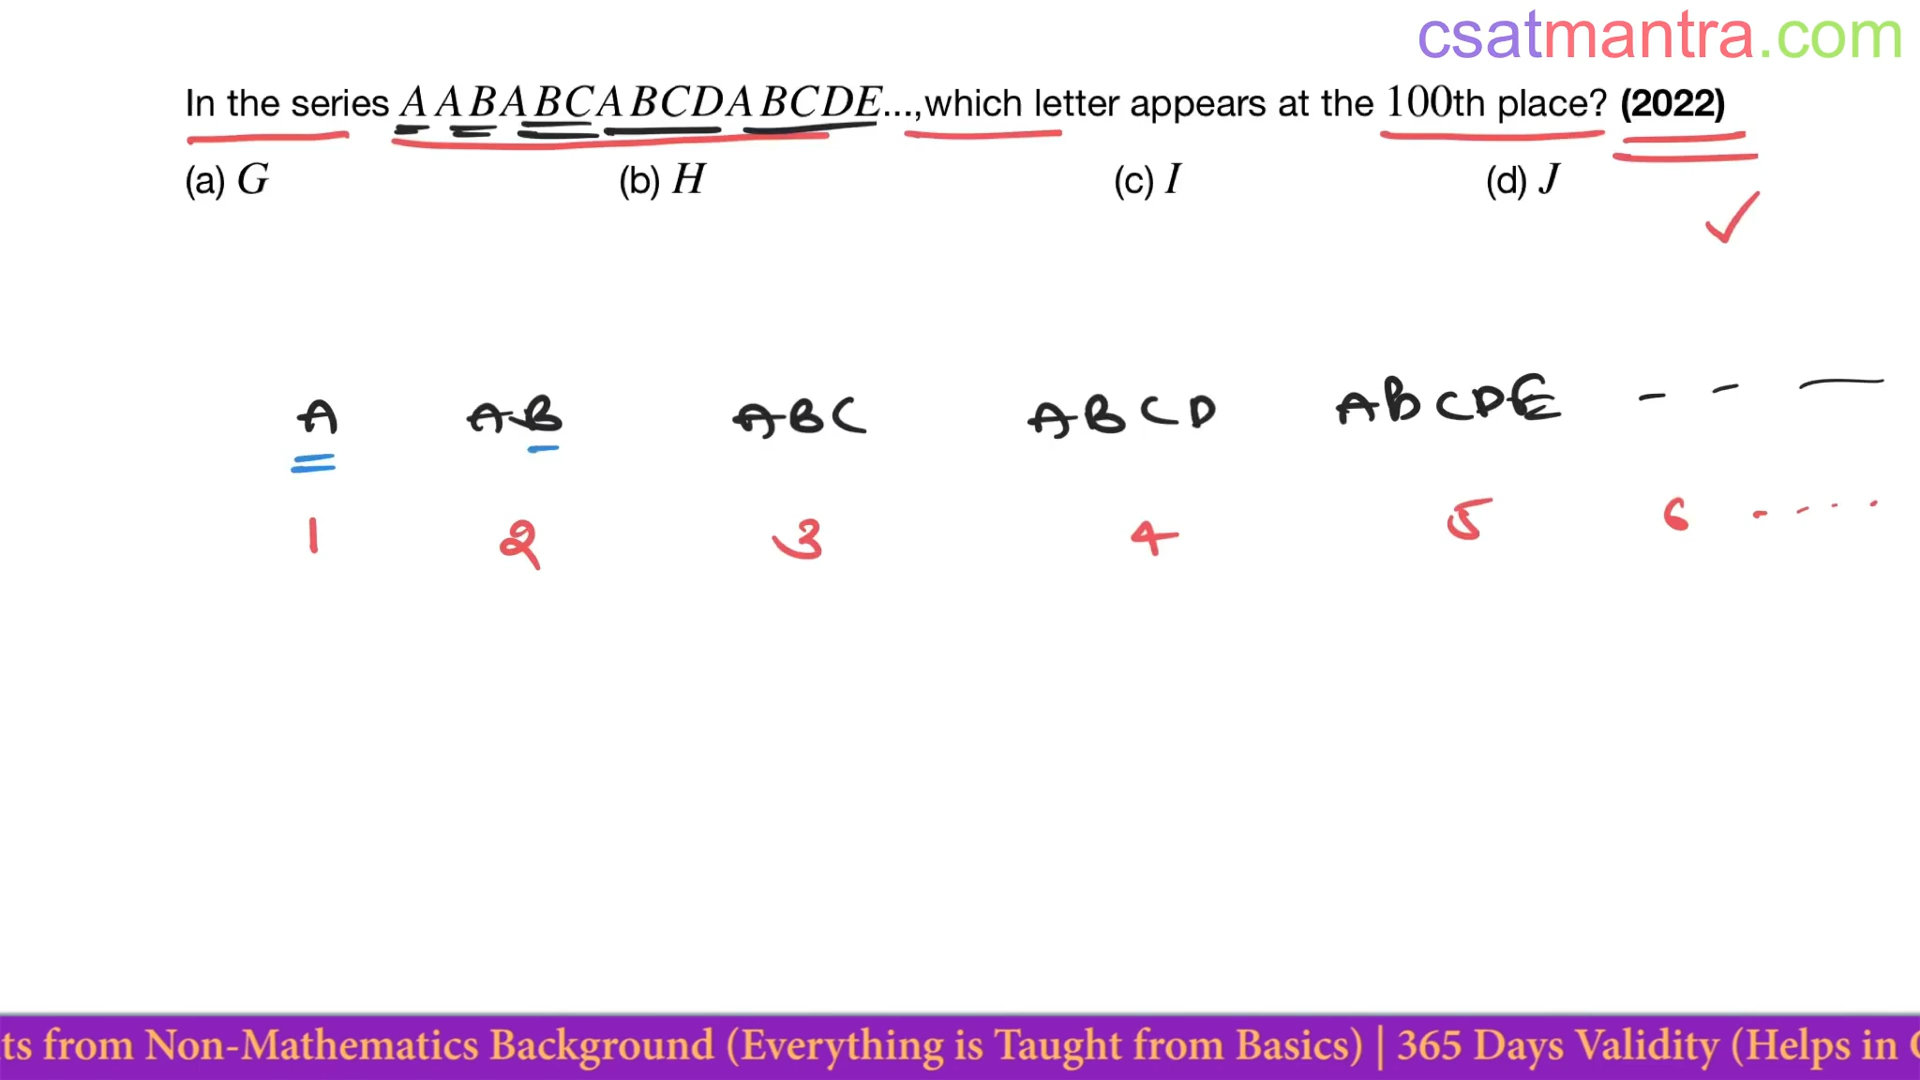 csatmantra.com
In the series A A B A B C A B C D A B C D E..., which letter appears at the 100th place? (2022)
(a) G (b) H (c) I (d) J
A AB ABC ABCD ABCDE - - —
1 2 3 4 5 6 .....
ts from Non-Mathematics Background (Everything is Taught from Basics) | 365 Days Validity (Helps in